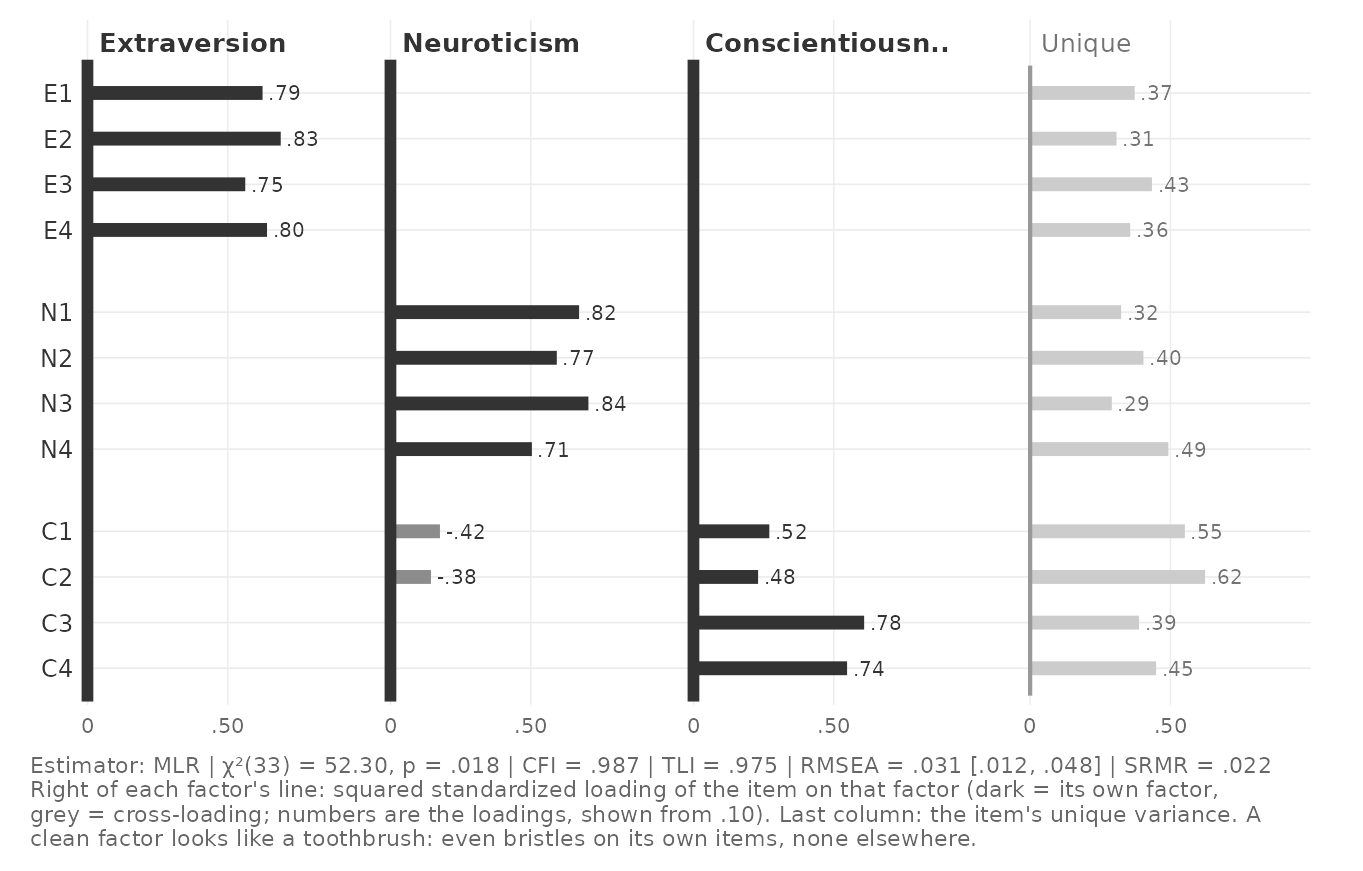 Extraversion Neuroticism Conscientiousn.. Unique
E1 .79 .37
E2 .83 .31
E3 .75 .43
E4 .80 .36
N1 .82 .32
N2 .77 .40
N3 .84 .29
N4 .71 .49
C1 -.42 .52 .55
C2 -.38 .48 .62
C3 .78 .39
C4 .74 .45
0 .50 0 .50 0 .50 0 .50
Estimator: MLR | χ²(33) = 52.30, p = .018 | CFI = .987 | TLI = .975 | RMSEA = .031 [.012, .048] | SRMR = .022
Right of each factor's line: squared standardized loading of the item on that factor (dark = its own factor,
grey = cross-loading; numbers are the loadings, shown from .10). Last column: the item's unique variance. A
clean factor looks like a toothbrush: even bristles on its own items, none elsewhere.